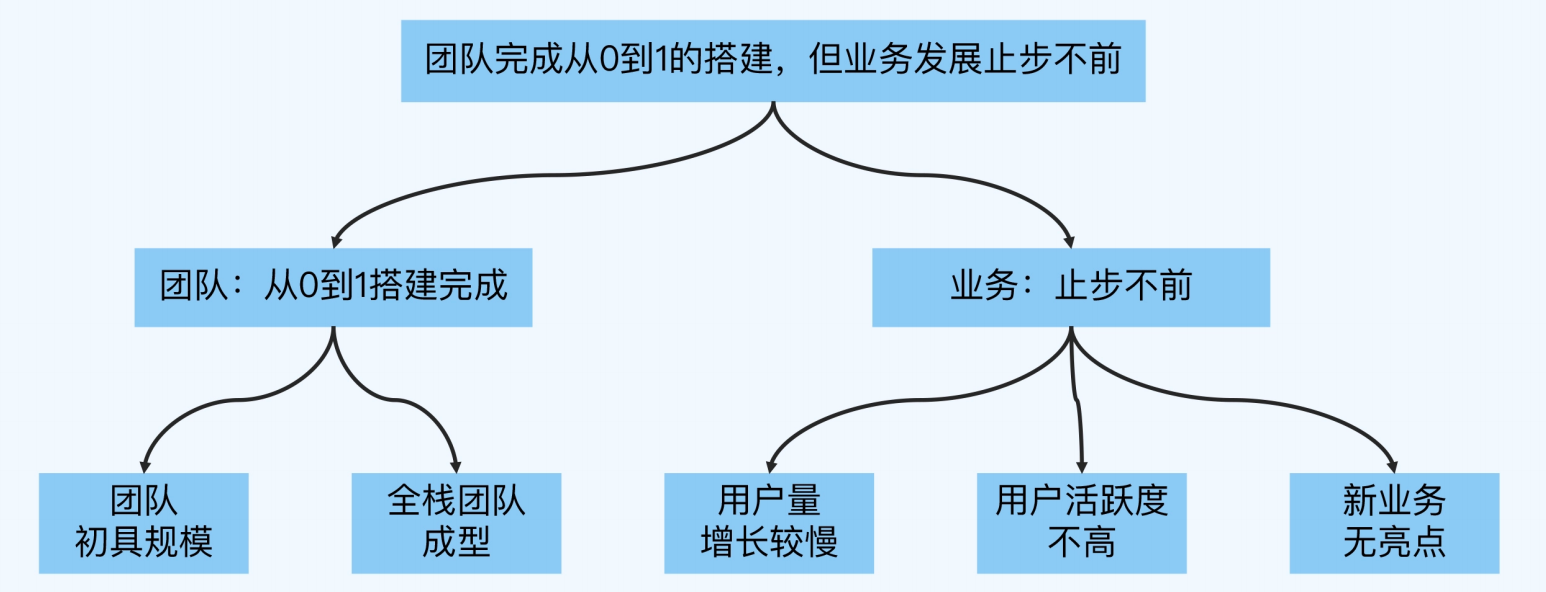 团队完成从0到1的搭建，但业务发展止步不前
团队：从0到1搭建完成
业务：止步不前
团队
初具规模
全栈团队
成型
用户量
增长较慢
用户活跃度
不高
新业务
无亮点